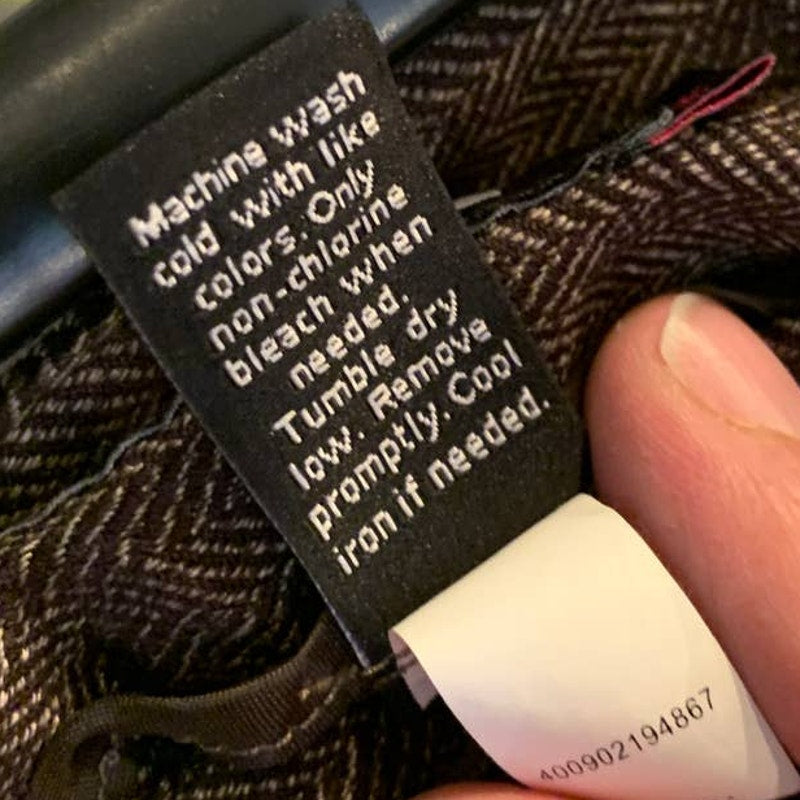 Machine wash
cold with like
colors. Only
non-chlorine
bleach when
needed.
Tumble dry
low. Remove
promptly. Cool
iron if needed.
400902194867